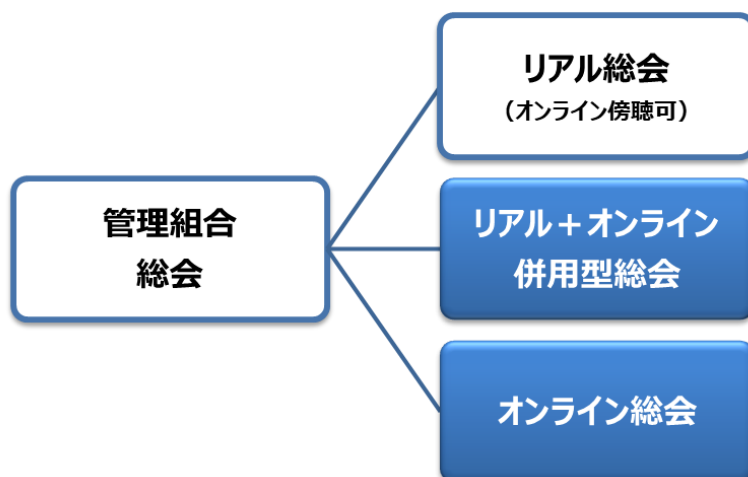 リアル総会
（オンライン傍聴可）
管理組合
総会
リアル＋オンライン
併用型総会
オンライン総会